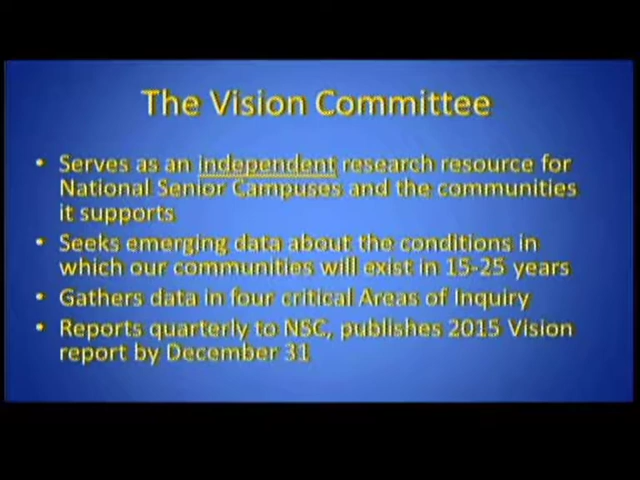 The Vision Committee
• Serves as an independent research resource for
National Senior Campuses and the communities
it supports
• Seeks emerging data about the conditions in
which our communities will exist in 15-25 years
• Gathers data in four critical Areas of Inquiry
• Reports quarterly to NSC, publishes 2015 Vision
report by December 31